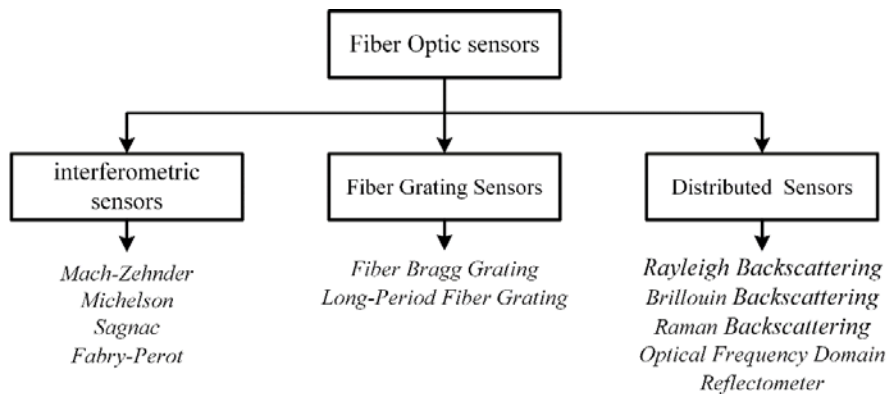 Fiber Optic sensors
interferometric
sensors
Fiber Grating Sensors
Distributed Sensors
Mach-Zehnder
Michelson
Sagnac
Fabry-Perot
Fiber Bragg Grating
Long-Period Fiber Grating
Rayleigh Backscattering
Brillouin Backscattering
Raman Backscattering
Optical Frequency Domain
Reflectometer